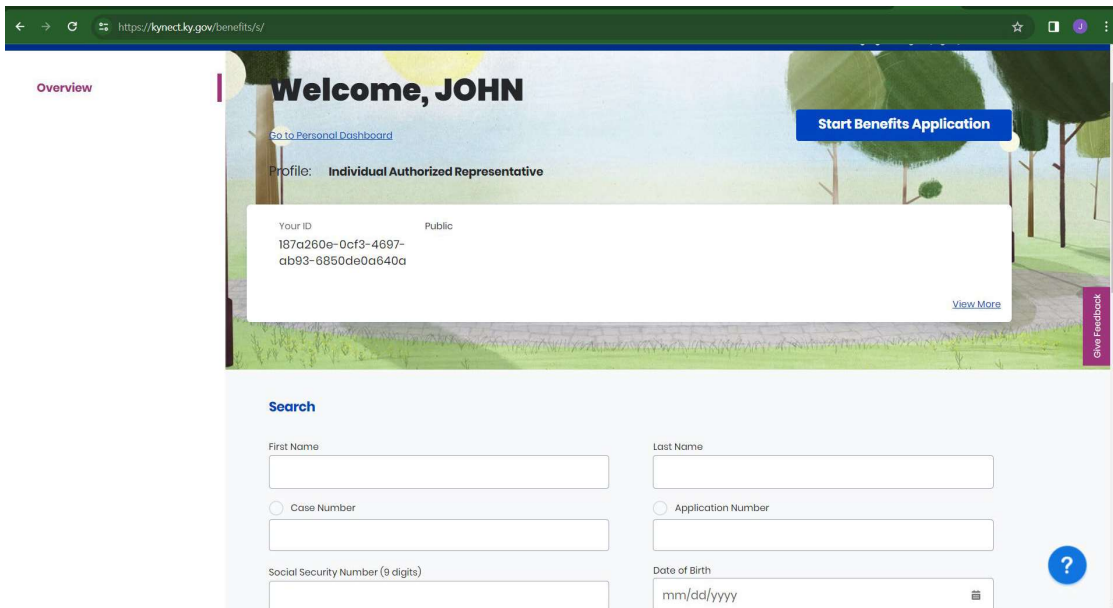 https://kynect.ky.gov/benefits/s/
J
Overview
Welcome, JOHN
Go to Personal Dashboard
Start Benefits Application
Profile: Individual Authorized Representative
Your ID Public
187a260e-0cf3-4697-
ab93-6850de0a640a
View More
Give Feedback
Search
First Name Last Name
Case Number Application Number
Social Security Number (9 digits) Date of Birth
mm/dd/yyyy
?